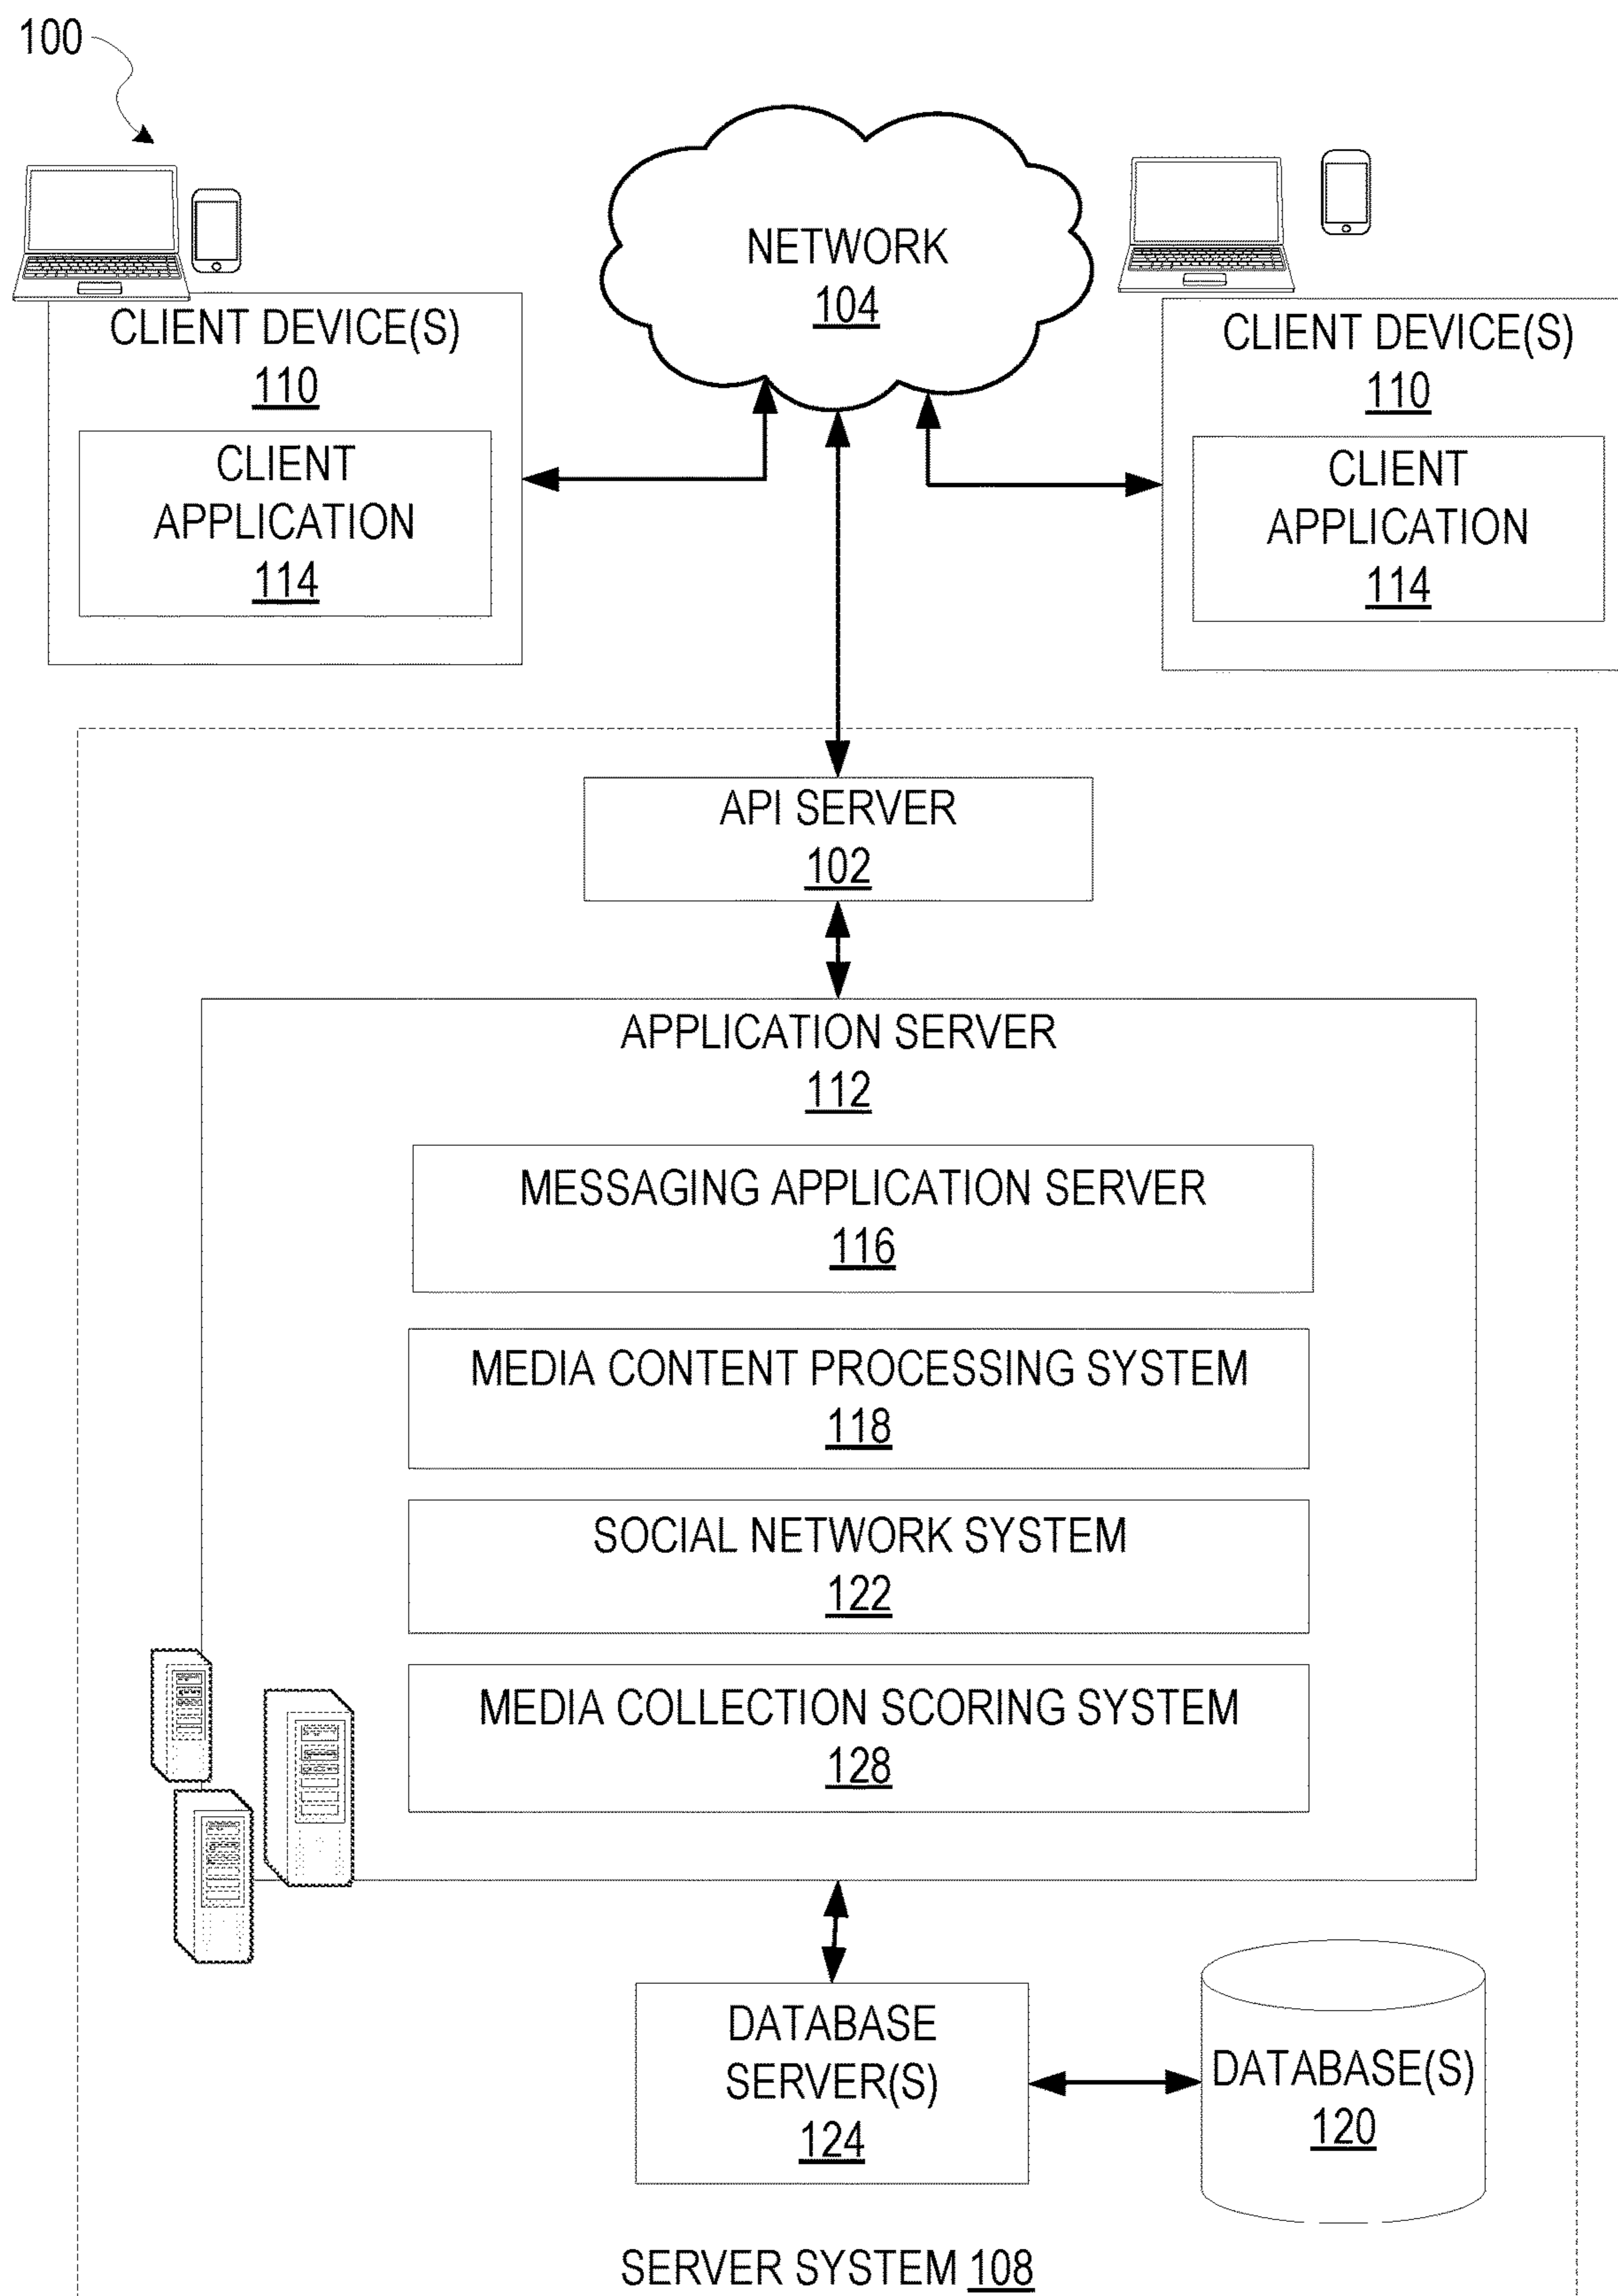 100
NETWORK
104
CLIENT DEVICE(S)
110
CLIENT
APPLICATION
114
CLIENT DEVICE(S)
110
CLIENT
APPLICATION
114
API SERVER
102
APPLICATION SERVER
112
MESSAGING APPLICATION SERVER
116
MEDIA CONTENT PROCESSING SYSTEM
118
SOCIAL NETWORK SYSTEM
122
MEDIA COLLECTION SCORING SYSTEM
128
DATABASE
SERVER(S)
124
DATABASE(S)
120
SERVER SYSTEM 108